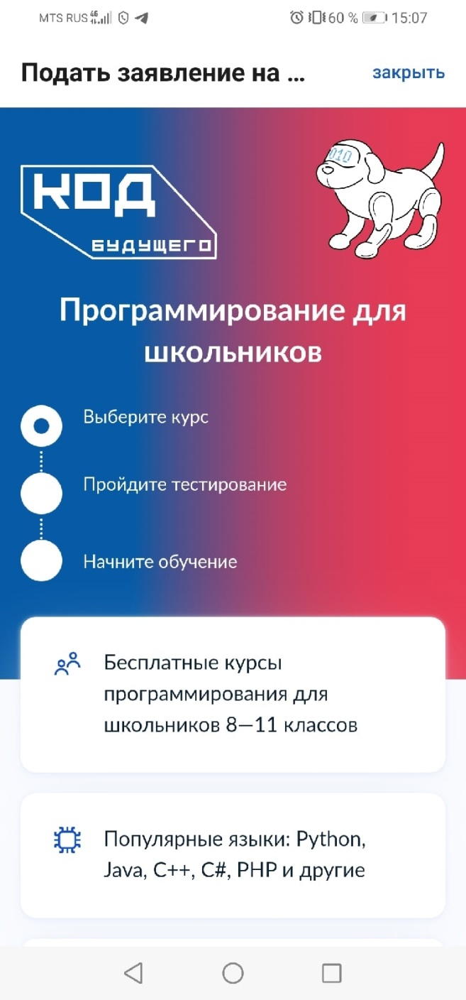 MTS RUS 4G 60 % 15:07
Подать заявление на ... закрыть
КОД
БУДУЩЕГО
010
Программирование для
школьников
Выберите курс
Пройдите тестирование
Начните обучение
Бесплатные курсы
программирования для
школьников 8—11 классов
Популярные языки: Python,
Java, C++, C#, PHP и другие